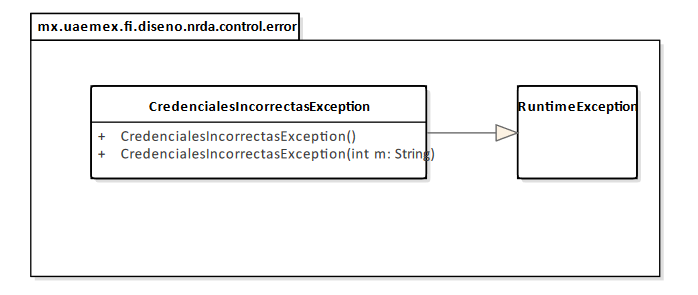 mx.uaemex.fi.diseno.nrda.control.error
CredencialesIncorrectasException
RuntimeException
+ CredencialesIncorrectasException()
+ CredencialesIncorrectasException(int m: String)